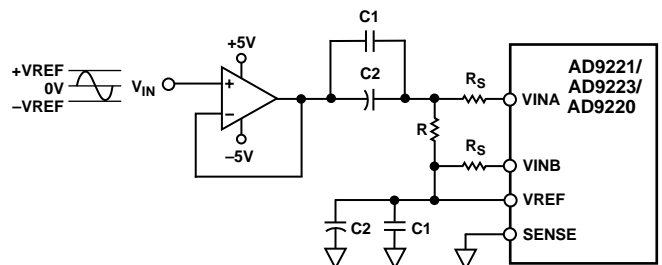 C1
+5V
C2
+VREF
0V
–VREF
VIN
+
–
–5V
RS
R
RS
C2
C1
AD9221/
AD9223/
AD9220
VINA
VINB
VREF
SENSE